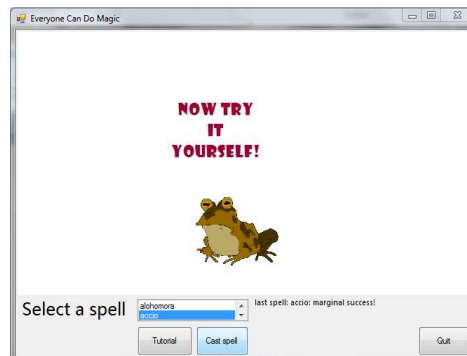 Everyone Can Do Magic
NOW TRY
IT
YOURSELF!
Select a spell
alohomora
accio
last spell: accio: marginal success!
Tutorial
Cast spell
Quit